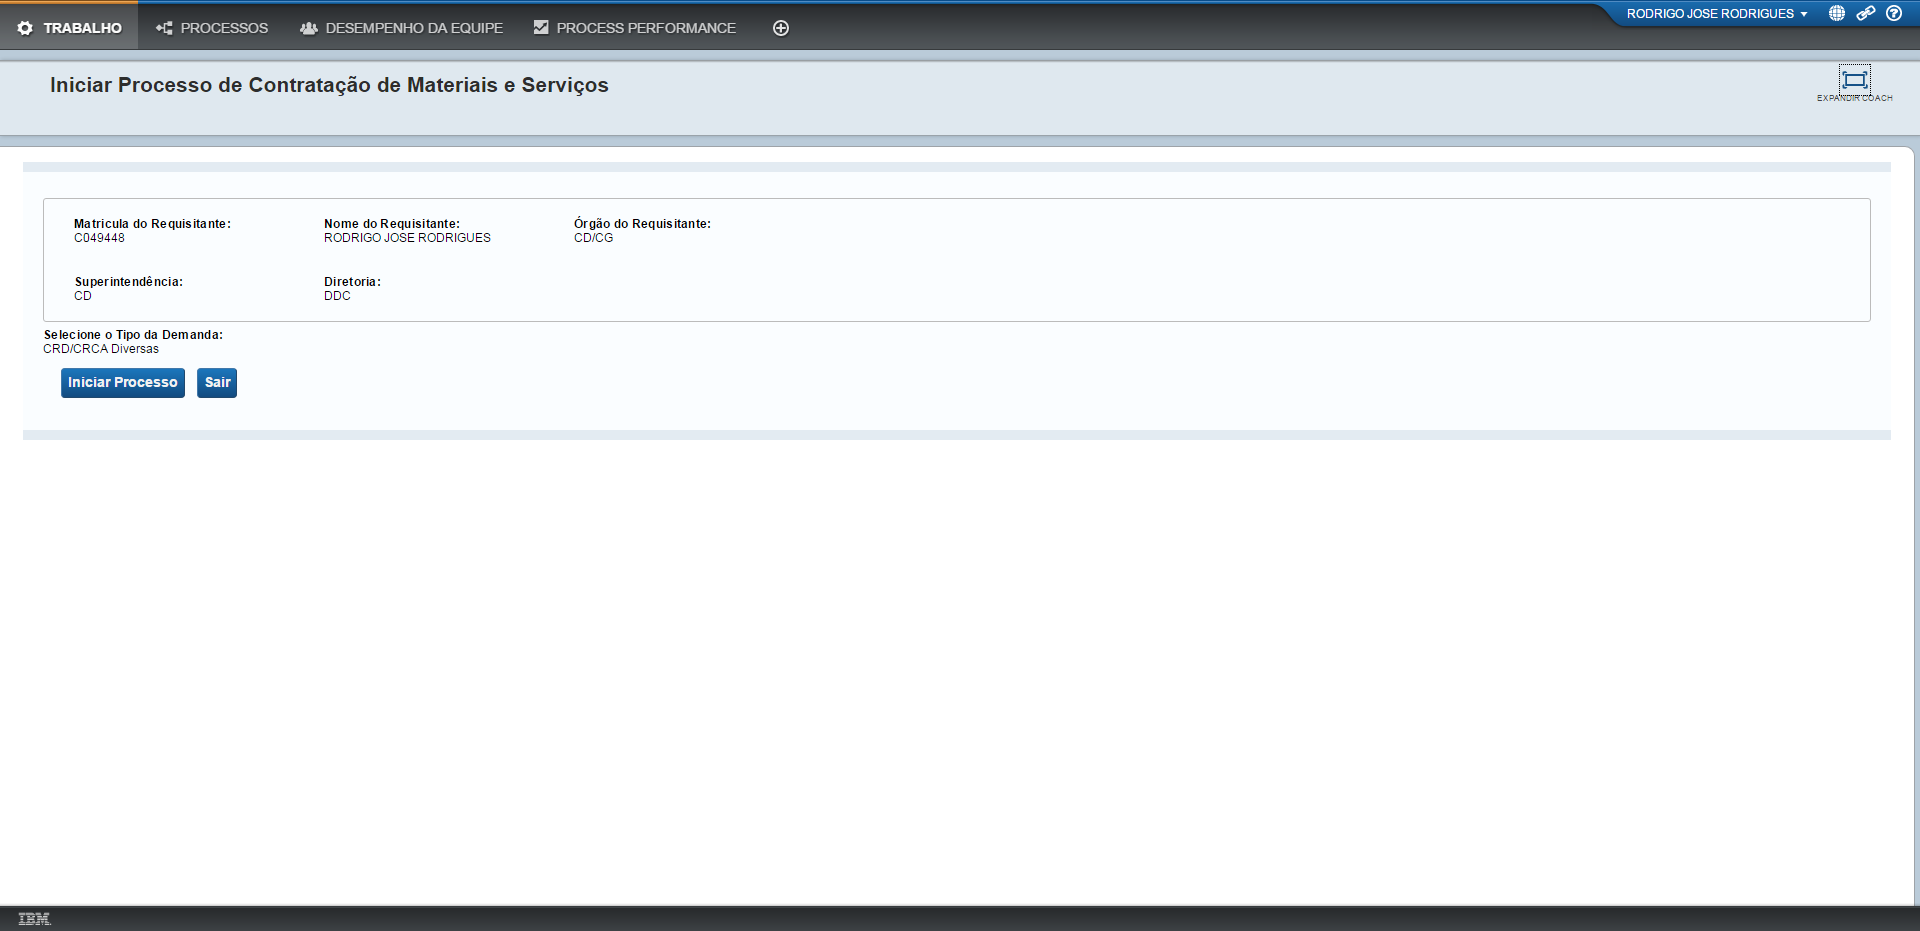 TRABALHO PROCESSOS DESEMPENHO DA EQUIPE PROCESS PERFORMANCE RODRIGO JOSE RODRIGUES
Iniciar Processo de Contratação de Materiais e Serviços
EXPANDIR COACH
Matricula do Requisitante: Nome do Requisitante: Órgão do Requisitante:
C049448 RODRIGO JOSE RODRIGUES CD/CG
Superintendência: Diretoria:
CD DDC
Selecione o Tipo da Demanda:
CRD/CRCA Diversas
Iniciar Processo Sair
IBM